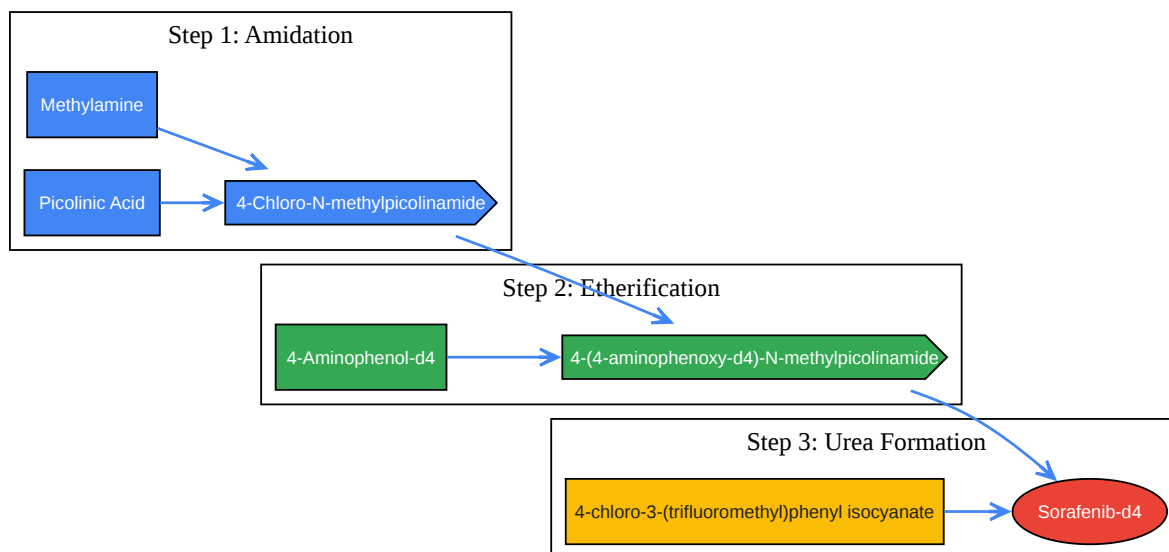 Step 1: Amidation
Methylamine
Picolinic Acid
4-Chloro-N-methylpicolinamide
Step 2: Etherification
4-Aminophenol-d4
4-(4-aminophenoxy-d4)-N-methylpicolinamide
Step 3: Urea Formation
4-chloro-3-(trifluoromethyl)phenyl isocyanate
Sorafenib-d4